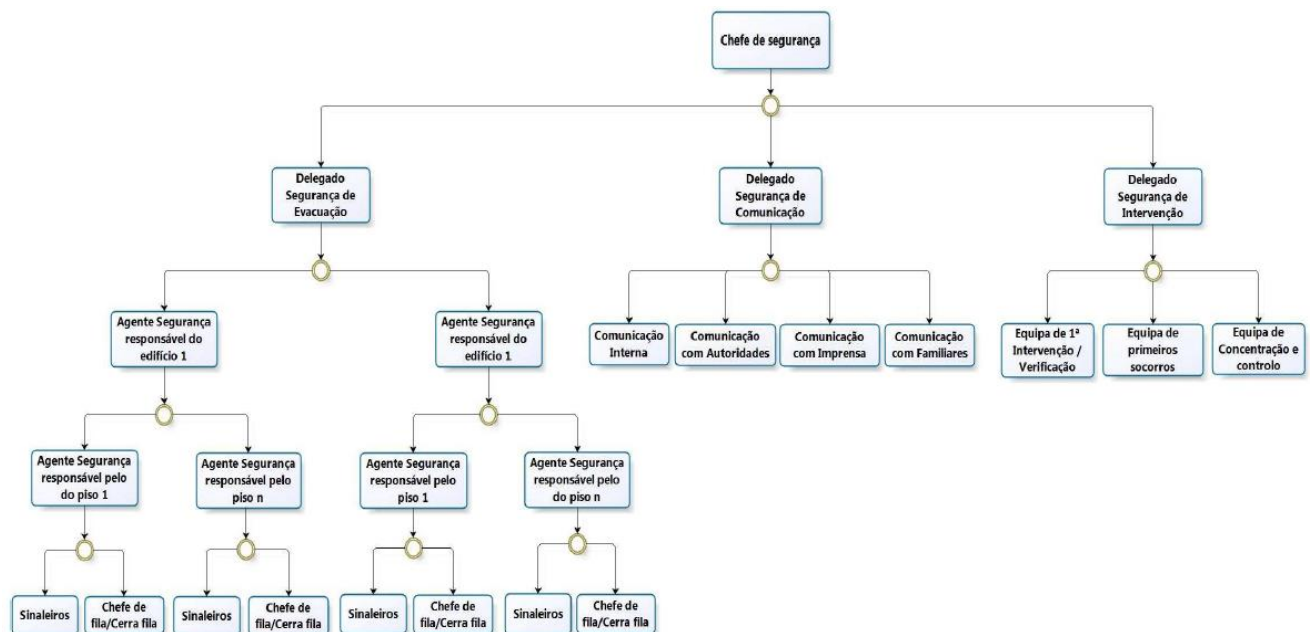 Chefe de segurança
Delegado
Segurança de
Evacuação
Delegado
Segurança de
Comunicação
Delegado
Segurança de
Intervenção
Agente Segurança
responsável do
edifício 1
Agente Segurança
responsável do
edifício 1
Comunicação
Interna
Comunicação
com Autoridades
Comunicação
com Imprensa
Comunicação
com Familiares
Equipa de 1ª
Intervenção /
Verificação
Equipa de
primeiros
socorros
Equipa de
Concentração e
controlo
Agente Segurança
responsável pelo
do piso 1
Agente Segurança
responsável pelo
piso n
Agente Segurança
responsável pelo
piso 1
Agente Segurança
responsável pelo
do piso n
Sinaleiros
Chefe de
fila/Cerra fila
Sinaleiros
Chefe de
fila/Cerra fila
Sinaleiros
Chefe de
fila/Cerra fila
Sinaleiros
Chefe de
fila/Cerra fila